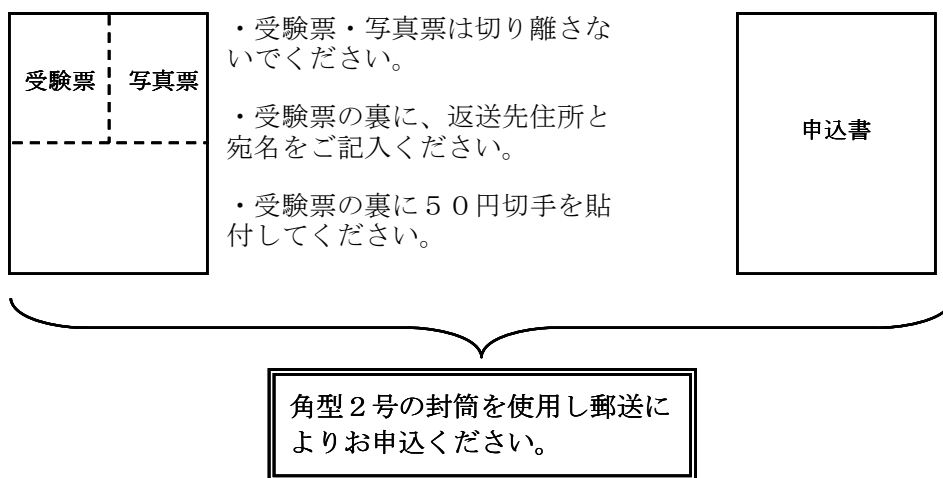 受験票
写真票
・受験票・写真票は切り離さな
いでください。
・受験票の裏に、返送先住所と
宛名をご記入ください。
・受験票の裏に５０円切手を貼
付してください。
申込書
角型２号の封筒を使用し郵送に
よりお申込ください。